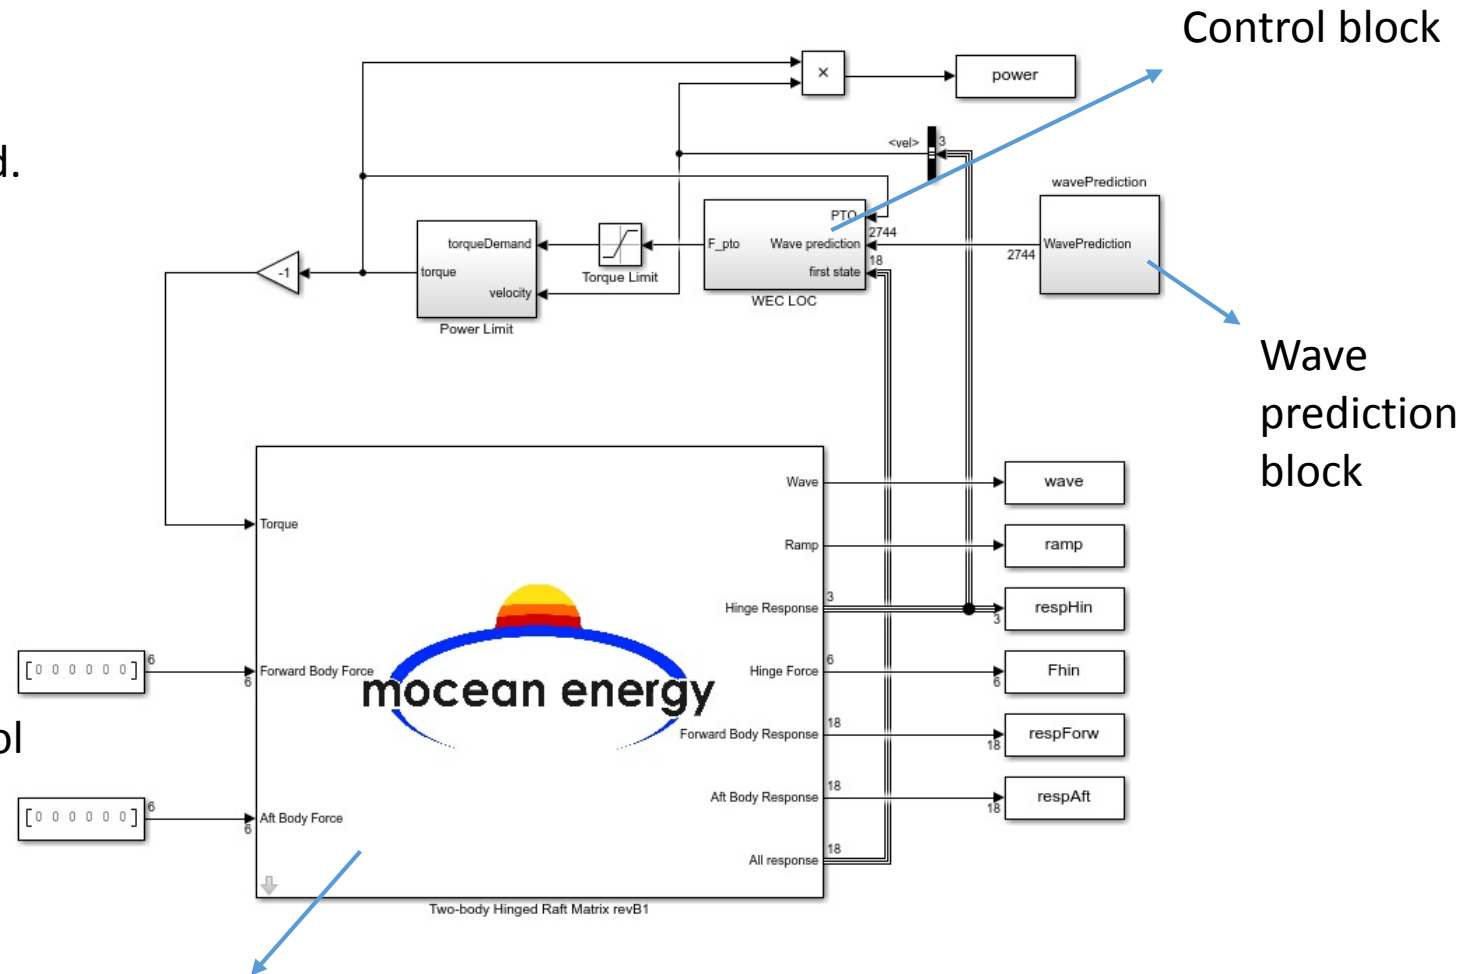 Control block
×
power
d.
<vel>
3
wavePrediction
PTO
torqueDemand
F_pto
Wave prediction
2744
WavePrediction
2744
-1
torque
Torque Limit
first state
18
velocity
WEC LOC
Power Limit
Wave
prediction
block
Wave
wave
Torque
Ramp
ramp
Hinge Response
3
3
respHin
[0 0 0 0 0 0]
6
6
Forward Body Force
mocean energy
Hinge Force
6
6
Fhin
ol
Forward Body Response
18
18
respForw
Aft Body Response
18
18
respAft
[0 0 0 0 0 0]
6
6
Aft Body Force
All response
18
Two-body Hinged Raft Matrix revB1